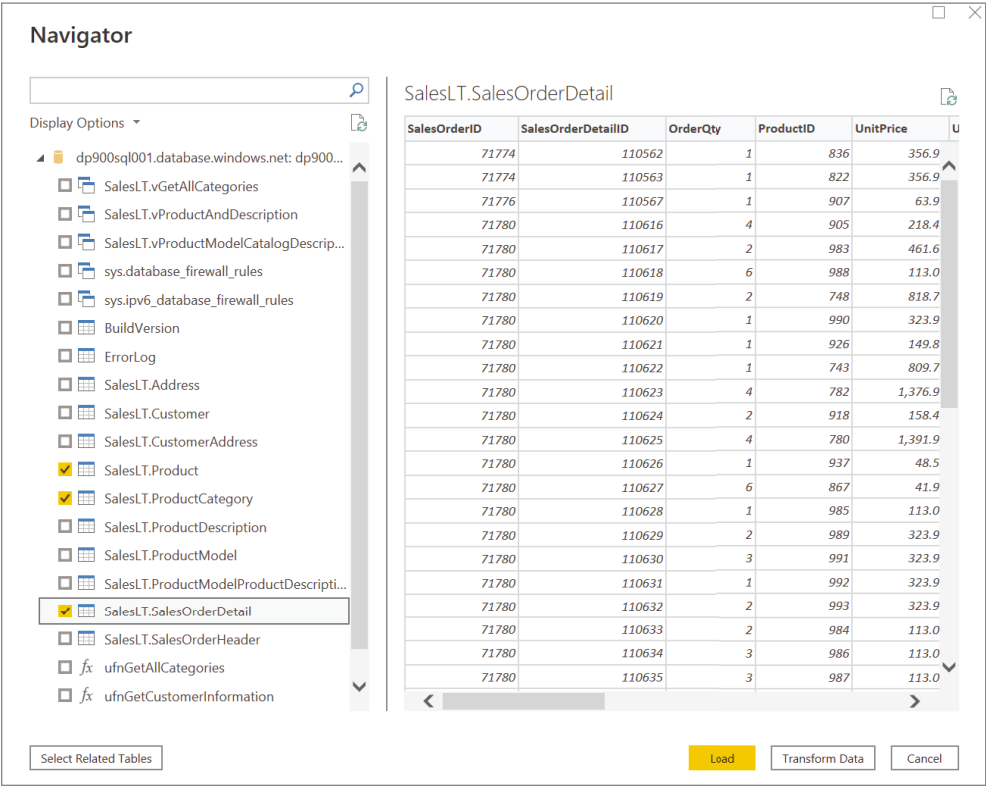 Navigator
Display Options
dp900sql001.database.windows.net: dp900...
SalesLT.vGetAllCategories
SalesLT.vProductAndDescription
SalesLT.vProductModelCatalogDescrip...
sys.database_firewall_rules
sys.ipv6_database_firewall_rules
BuildVersion
ErrorLog
SalesLT.Address
SalesLT.Customer
SalesLT.CustomerAddress
SalesLT.Product
SalesLT.ProductCategory
SalesLT.ProductDescription
SalesLT.ProductModel
SalesLT.ProductModelProductDescripti...
SalesLT.SalesOrderDetail
SalesLT.SalesOrderHeader
fx ufnGetAllCategories
fx ufnGetCustomerInformation
SalesLT.SalesOrderDetail
SalesOrderID SalesOrderDetailID OrderQty ProductID UnitPrice U
71774 110562 1 836 356.9
71774 110563 1 822 356.9
71776 110567 1 907 63.9
71780 110616 4 905 218.4
71780 110617 2 983 461.6
71780 110618 6 988 113.0
71780 110619 2 748 818.7
71780 110620 1 990 323.9
71780 110621 1 926 149.8
71780 110622 1 743 809.7
71780 110623 4 782 1,376.9
71780 110624 2 918 158.4
71780 110625 4 780 1,391.9
71780 110626 1 937 48.5
71780 110627 6 867 41.9
71780 110628 1 985 113.0
71780 110629 2 989 323.9
71780 110630 3 991 323.9
71780 110631 1 992 323.9
71780 110632 2 993 323.9
71780 110633 2 984 113.0
71780 110634 3 986 113.0
71780 110635 3 987 113.0
Select Related Tables
Load
Transform Data
Cancel